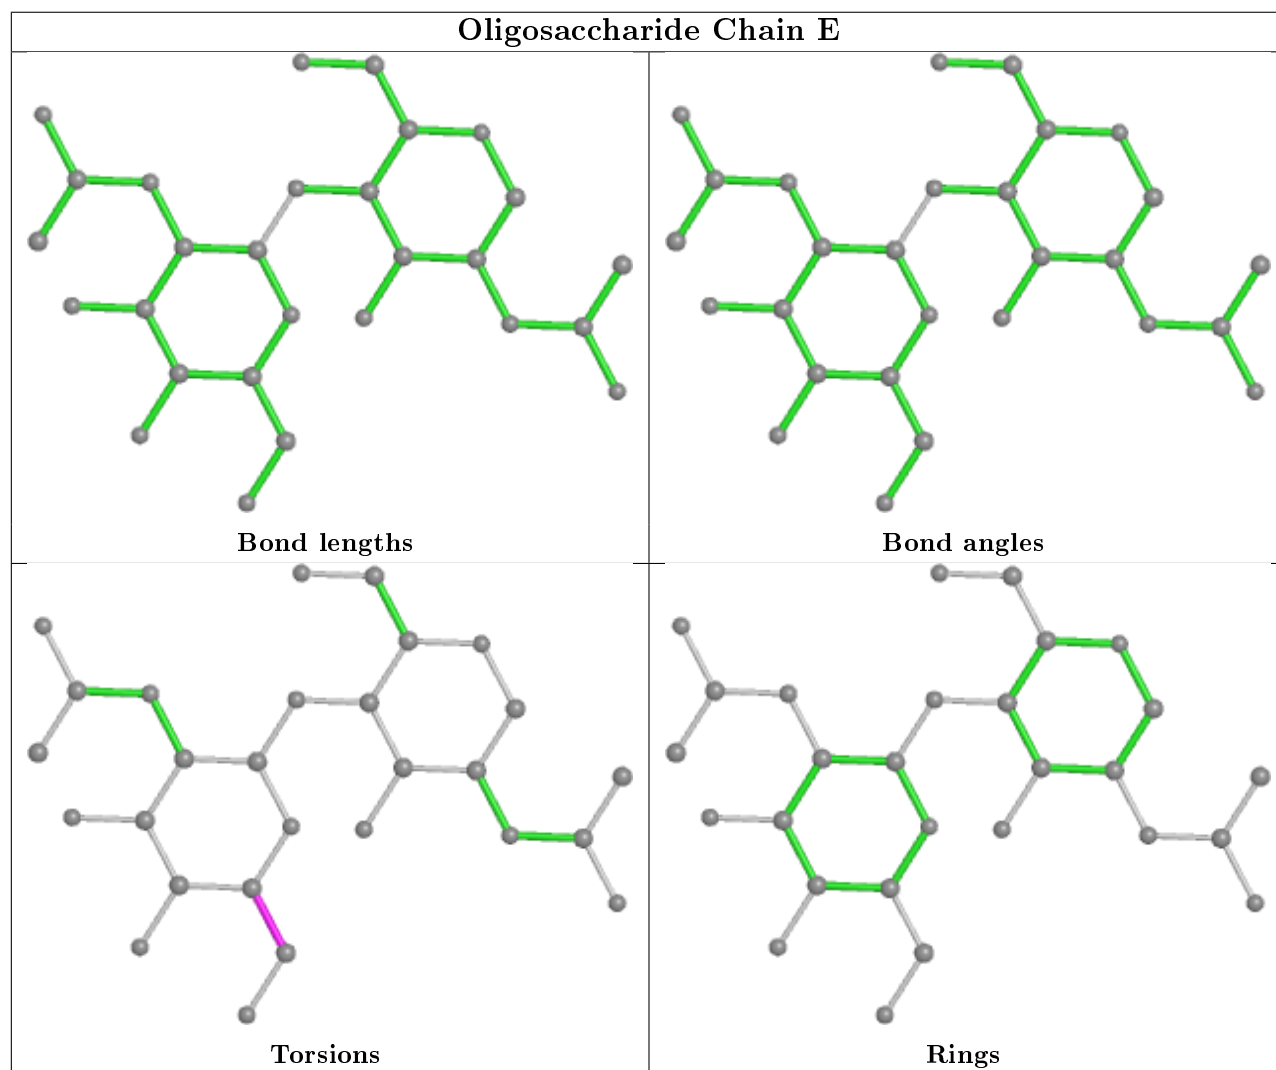 Oligosaccharide Chain E
Bond lengths
Bond angles
Torsions
Rings